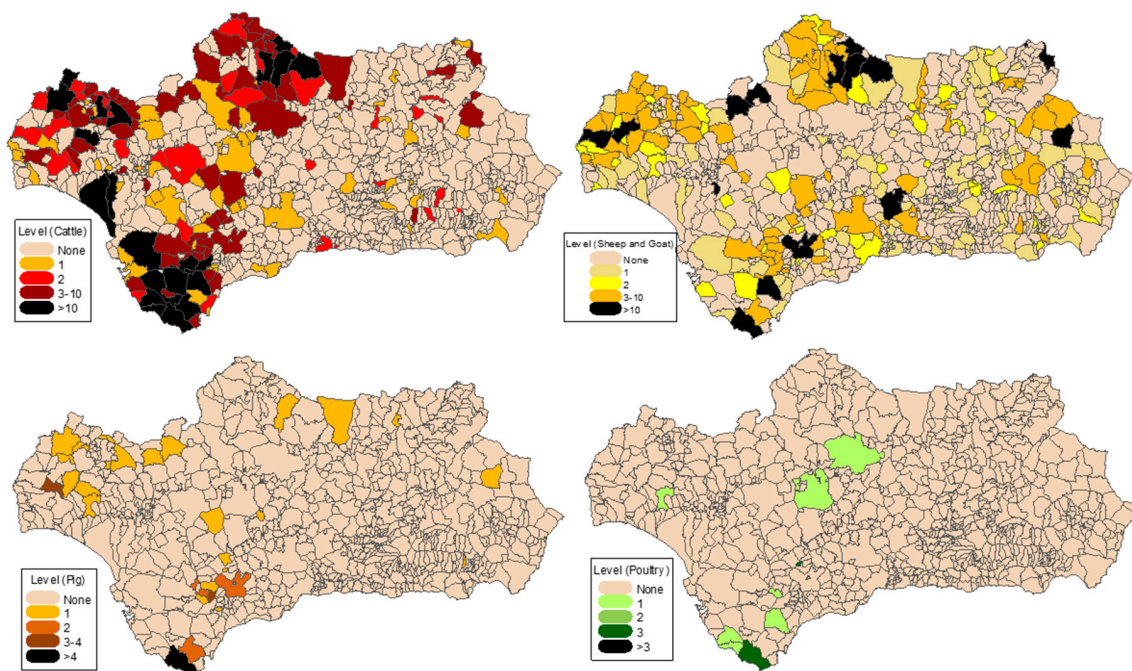 Level (Cattle)
None
1
2
3-10
>10
Level (Sheep and Goat)
None
1
2
3-10
>10
Level (Pig)
None
1
2
3-4
>4
Level (Poultry)
None
1
2
3
>3